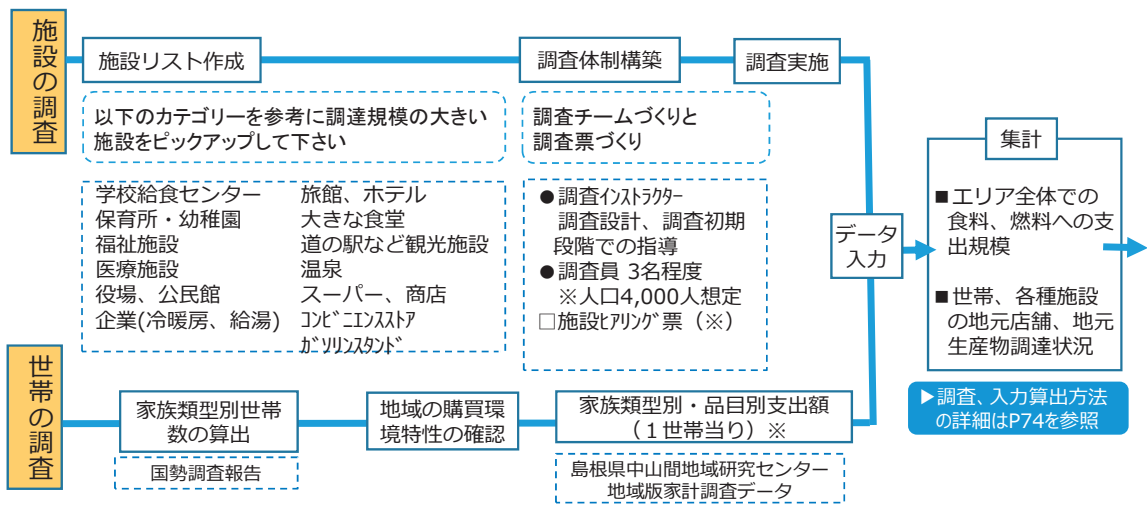 施設の調査
施設リスト作成
以下のカテゴリーを参考に調達規模の大きい
施設をピックアップして下さい
学校給食センター
保育所・幼稚園
福祉施設
医療施設
役場、公民館
企業(冷暖房、給湯)
旅館、ホテル
大きな食堂
道の駅など観光施設
温泉
スーパー、商店
ｺﾝﾋﾞﾆｴﾝｽｽﾄｱ
ｶﾞｿﾘﾝｽﾀﾝﾄﾞ
調査体制構築
調査チームづくりと
調査票づくり
●調査ｲﾝｽﾄﾗｸﾀｰ
調査設計、調査初期
段階での指導
●調査員 3名程度
※人口4,000人想定
□施設ﾋｱﾘﾝｸﾞ票（※）
調査実施
世帯の調査
家族類型別世帯
数の算出
国勢調査報告
地域の購買環
境特性の確認
家族類型別・品目別支出額
（１世帯当り）※
島根県中山間地域研究センター
地域版家計調査データ
データ
入力
集計
■エリア全体での
食料、燃料への支
出規模
■世帯、各種施設
の地元店舗、地元
生産物調達状況
▶調査、入力算出方法
の詳細はP74を参照